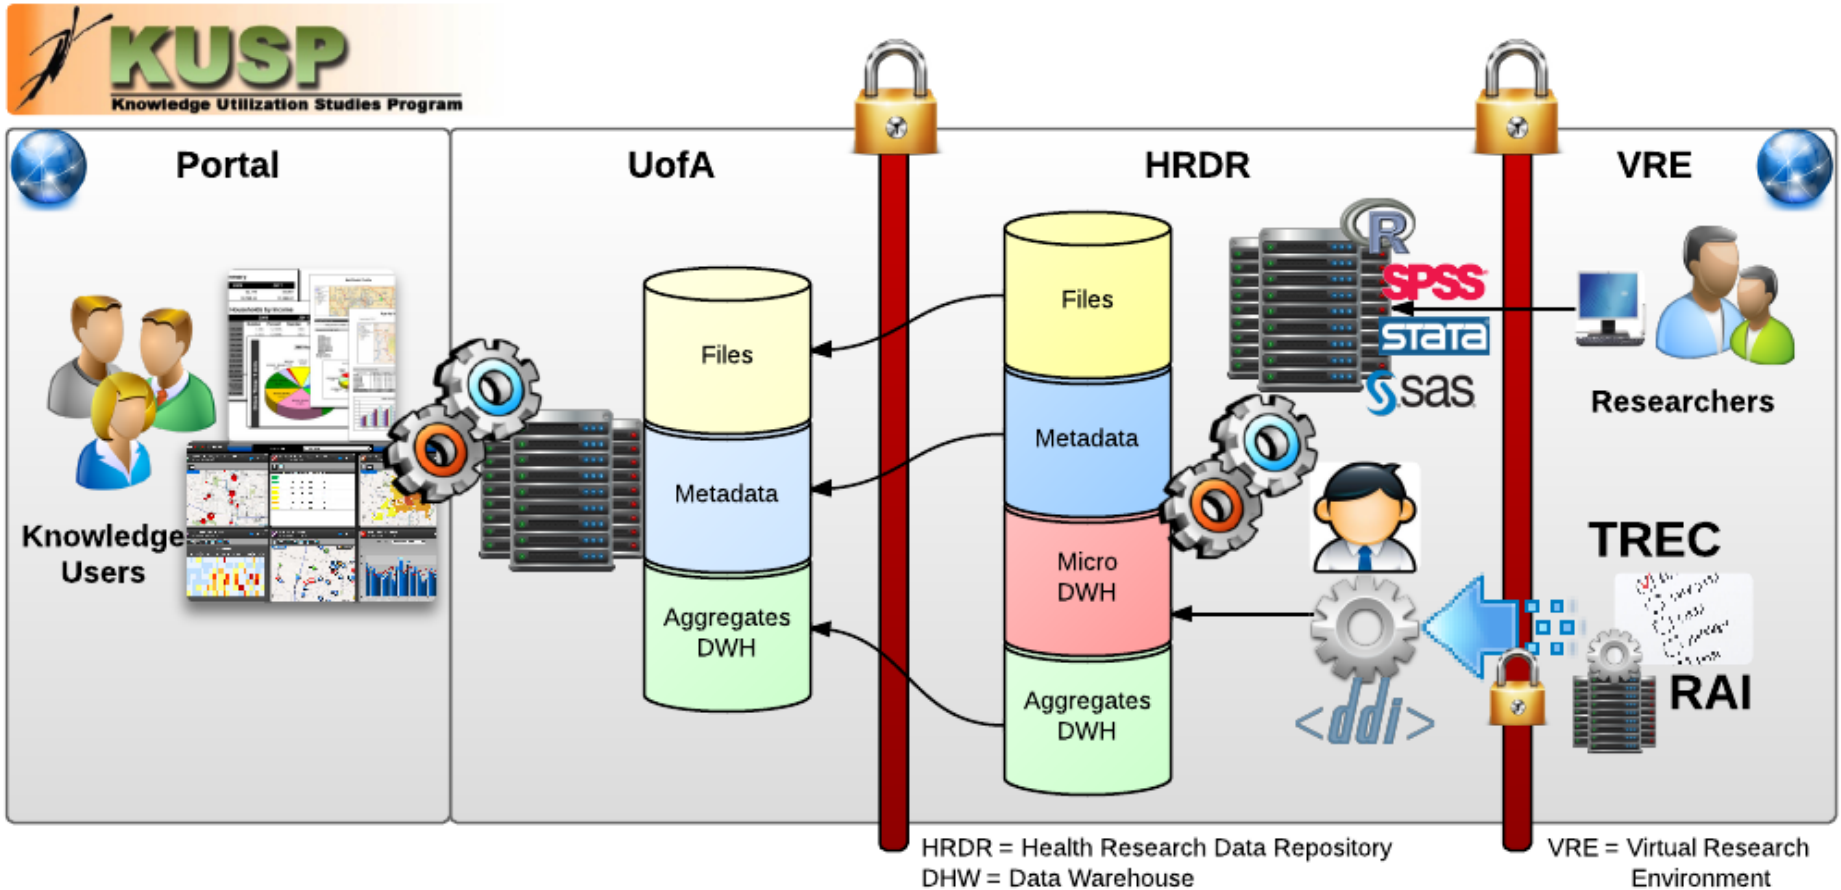 KUSP
Knowledge Utilization Studies Program
Portal
UofA
HRDR
VRE
Knowledge
Users
Files
Metadata
Aggregates
DWH
Files
Metadata
Micro
DWH
Aggregates
DWH
R
SPSS
STATA
sas
Researchers
TREC
RAI
<ddi>
HRDR = Health Research Data Repository
DHW = Data Warehouse
VRE = Virtual Research
Environment